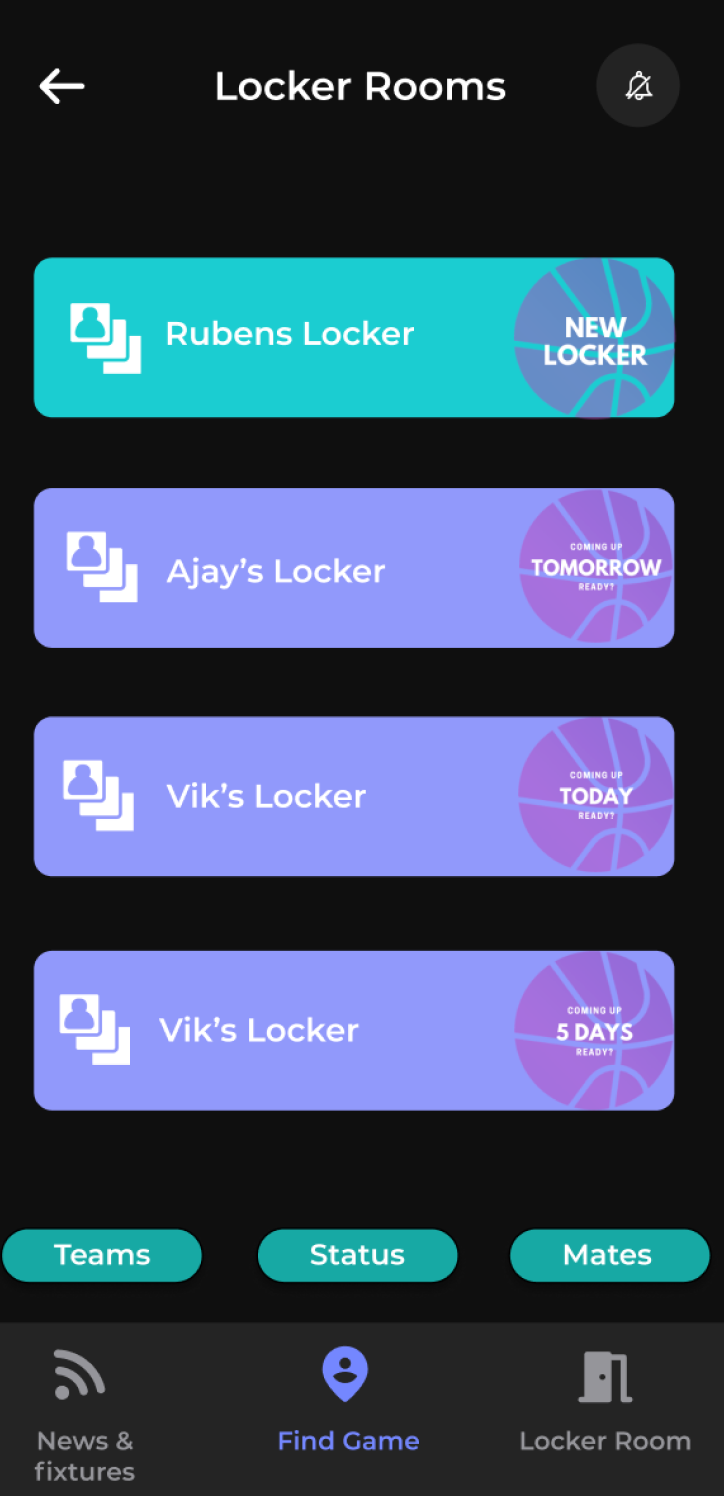 Locker Rooms
Rubens Locker
NEW
LOCKER
Ajay’s Locker
COMING UP
TOMORROW
READY?
Vik’s Locker
COMING UP
TODAY
READY?
Vik’s Locker
COMING UP
5 DAYS
READY?
Teams
Status
Mates
News &
fixtures
Find Game
Locker Room